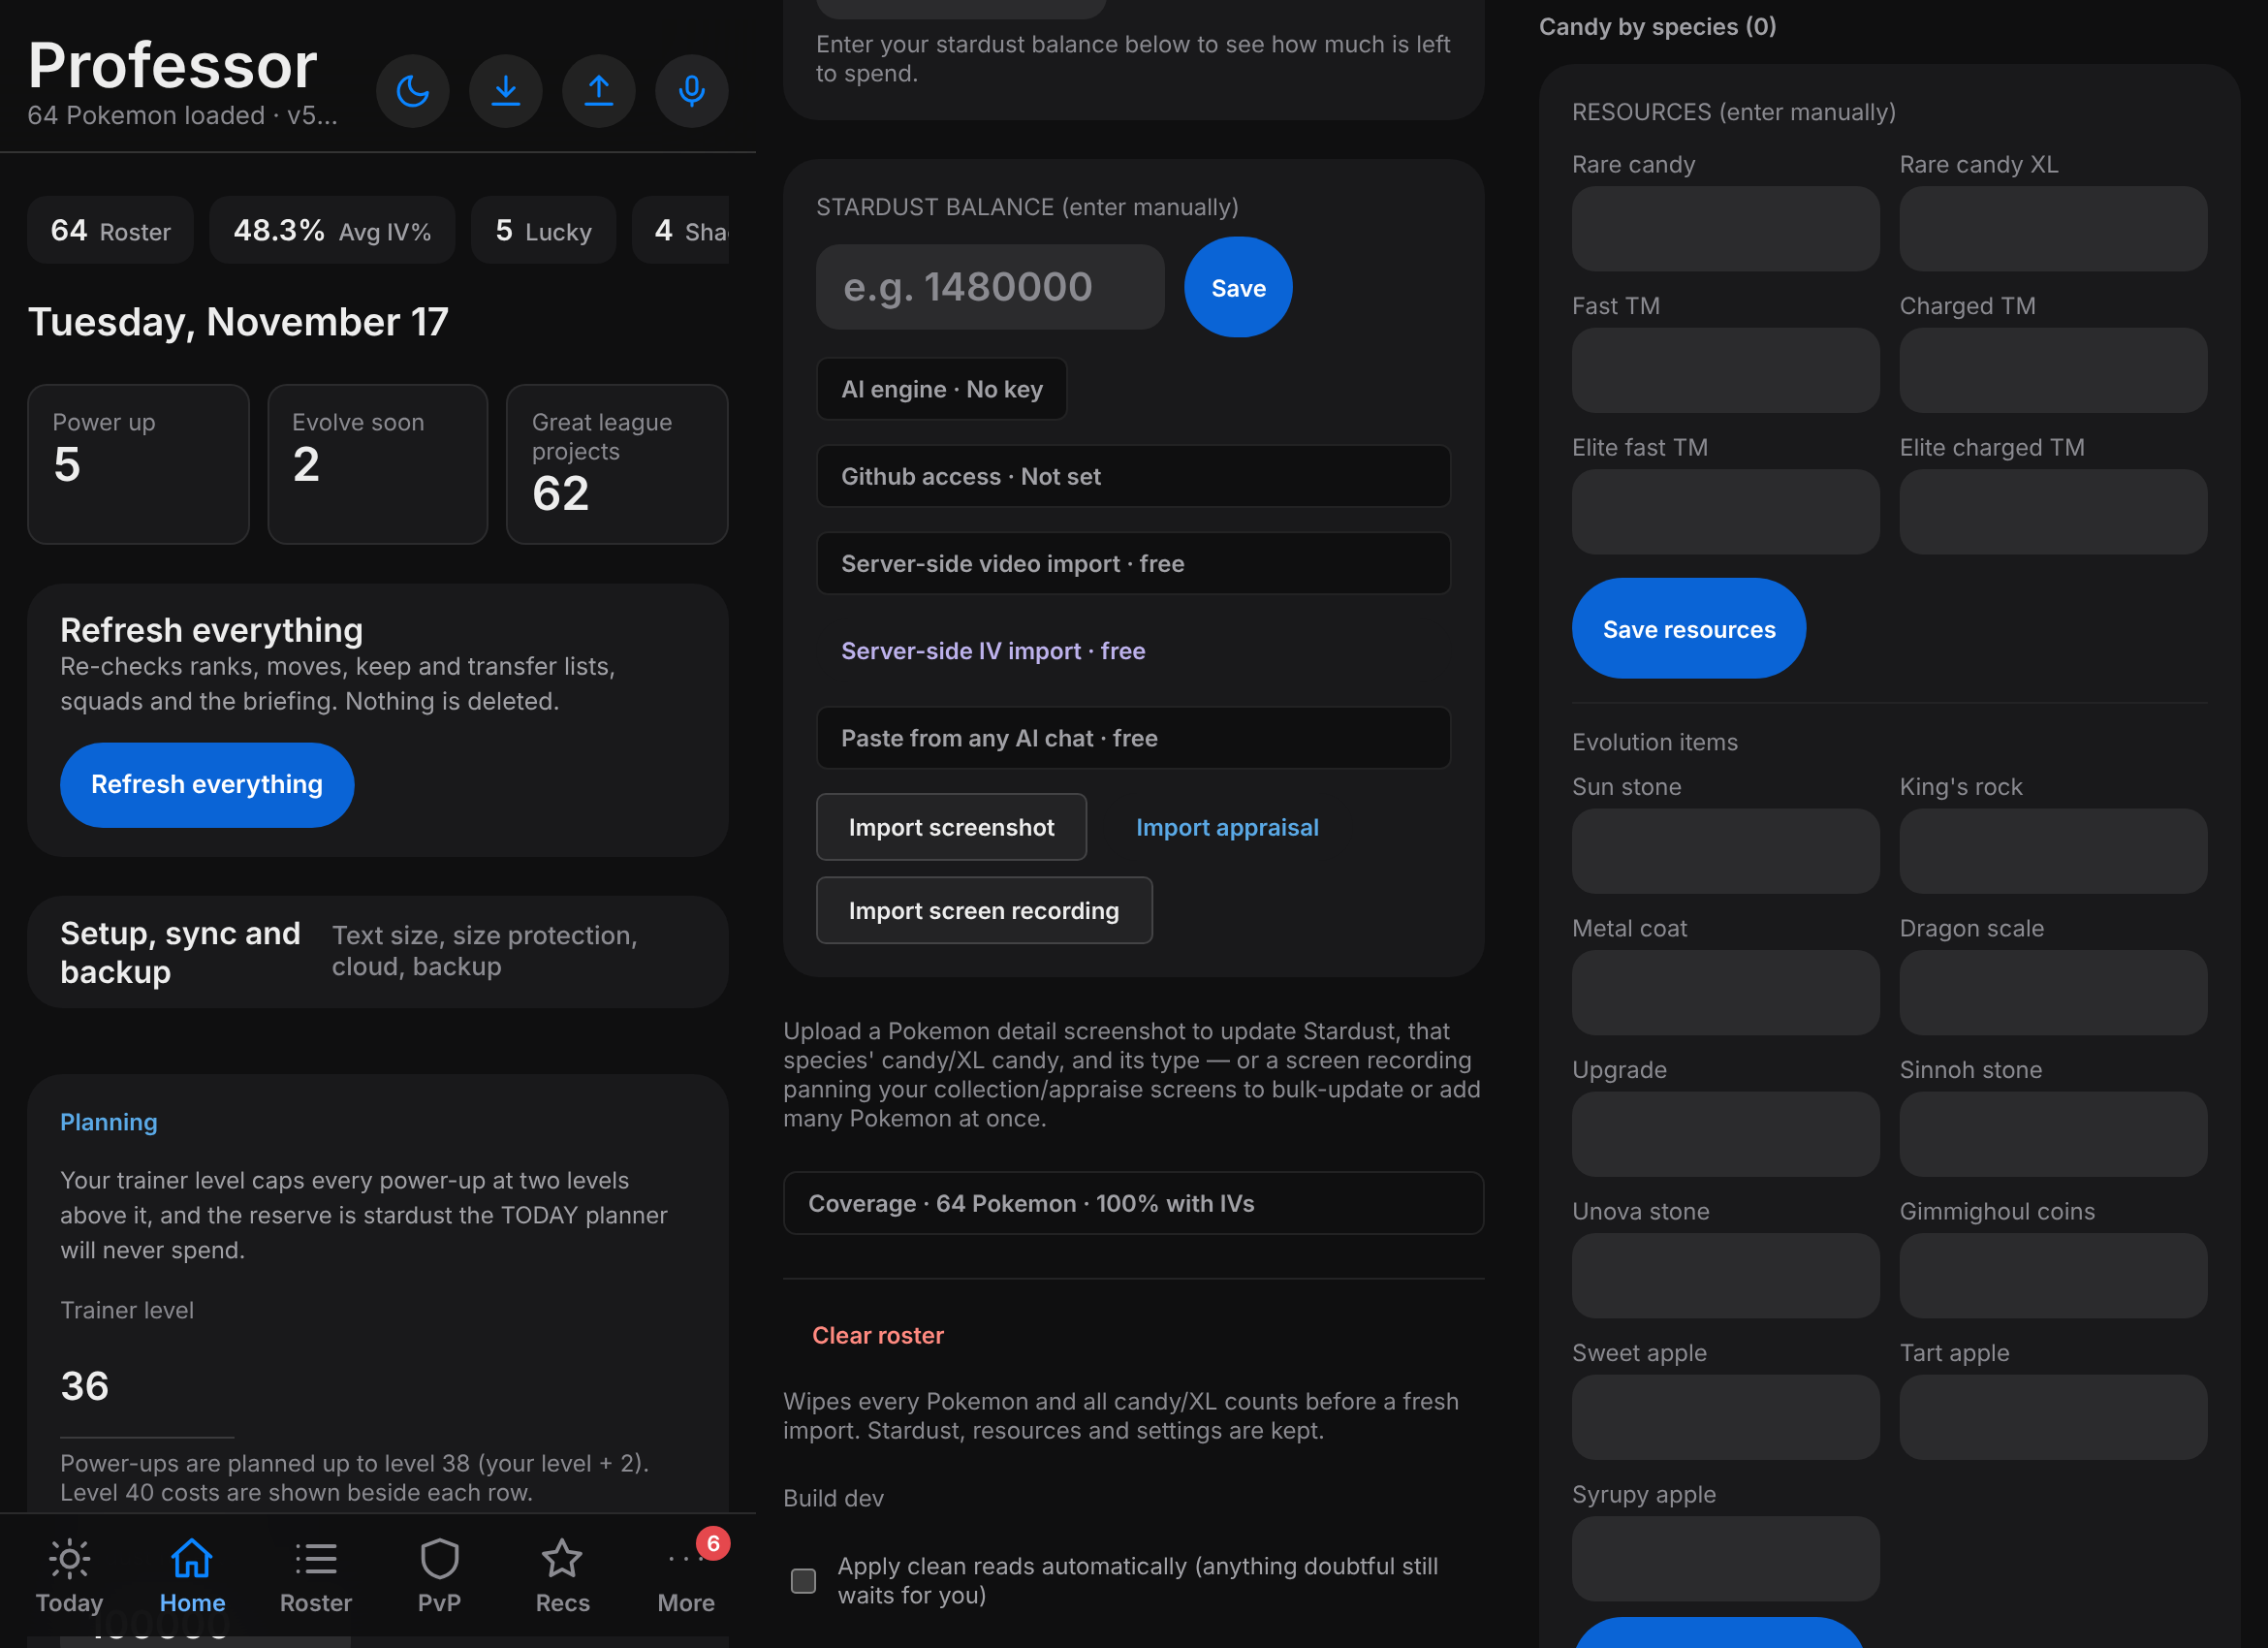 Professor
64 Pokemon loaded · v5...
64 Roster
48.3% Avg IV%
5 Lucky
4 Sha
Tuesday, November 17
Power up
5
Evolve soon
2
Great league
projects
62
Refresh everything
Re-checks ranks, moves, keep and transfer lists,
squads and the briefing. Nothing is deleted.
Refresh everything
Setup, sync and
backup
Text size, size protection,
cloud, backup
Planning
Your trainer level caps every power-up at two levels
above it, and the reserve is stardust the TODAY planner
will never spend.
Trainer level
36
Power-ups are planned up to level 38 (your level + 2).
Level 40 costs are shown beside each row.
Today
Home
Roster
PvP
Recs
More
6
100000
Enter your stardust balance below to see how much is left
to spend.
STARDUST BALANCE (enter manually)
e.g. 1480000
Save
AI engine · No key
Github access · Not set
Server-side video import · free
Server-side IV import · free
Paste from any AI chat · free
Import screenshot
Import appraisal
Import screen recording
Upload a Pokemon detail screenshot to update Stardust, that
species' candy/XL candy, and its type — or a screen recording
panning your collection/appraise screens to bulk-update or add
many Pokemon at once.
Coverage · 64 Pokemon · 100% with IVs
Clear roster
Wipes every Pokemon and all candy/XL counts before a fresh
import. Stardust, resources and settings are kept.
Build dev
Apply clean reads automatically (anything doubtful still
waits for you)
Candy by species (0)
RESOURCES (enter manually)
Rare candy
Rare candy XL
Fast TM
Charged TM
Elite fast TM
Elite charged TM
Save resources
Evolution items
Sun stone
King's rock
Metal coat
Dragon scale
Upgrade
Sinnoh stone
Unova stone
Gimmighoul coins
Sweet apple
Tart apple
Syrupy apple